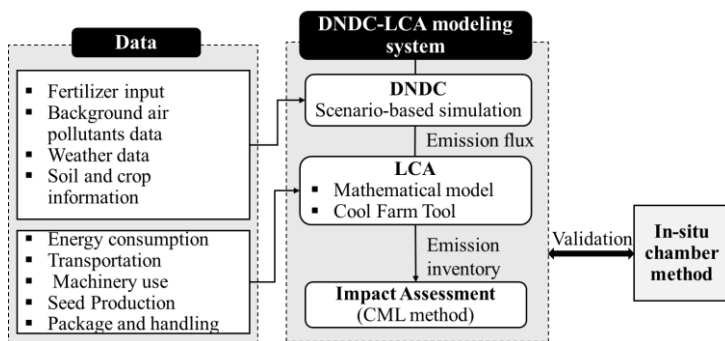 Data
Fertilizer input
Background air
pollutants data
Weather data
Soil and crop
information
Energy consumption
Transportation
Machinery use
Seed Production
Package and handling
DNDC-LCA modeling
system
DNDC
Scenario-based simulation
Emission flux
LCA
Mathematical model
Cool Farm Tool
Emission
inventory
Impact Assessment
(CML method)
Validation
In-situ
chamber
method